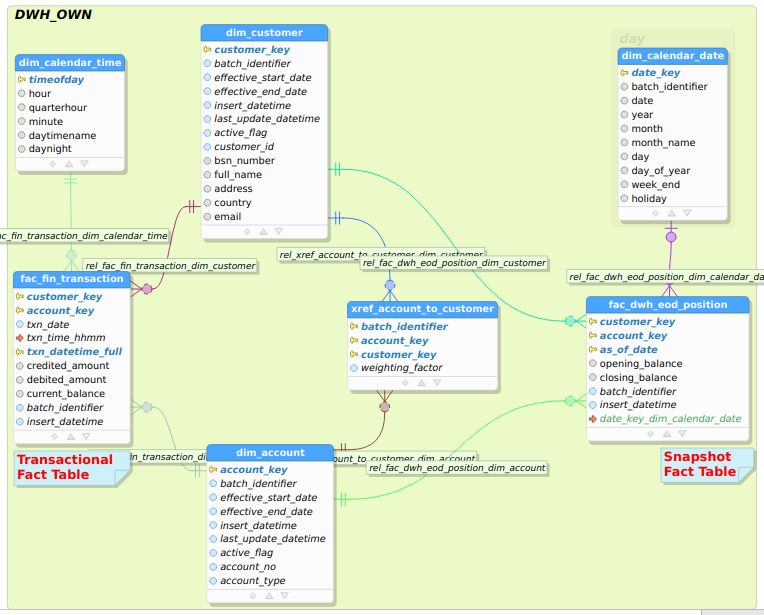 DWH_OWN
dim_calendar_time
timeofday
hour
quarterhour
minute
daytimename
daynight
dim_customer
customer_key
batch_identifier
effective_start_date
effective_end_date
insert_datetime
last_update_datetime
active_flag
customer_id
bsn_number
full_name
address
country
email
day
dim_calendar_date
date_key
batch_identifier
date
year
month
month_name
day
day_of_year
week_end
holiday
ac_fin_transaction_dim_calendar_time
rel_fac_fin_transaction_dim_customer
rel_xref_account_to_customer_dim_customer
rel_fac_dwh_eod_position_dim_customer
rel_fac_dwh_eod_position_dim_calendar_da
fac_fin_transaction
customer_key
account_key
txn_date
txn_time_hhmm
txn_datetime_full
credited_amount
debited_amount
current_balance
batch_identifier
insert_datetime
xref_account_to_customer
batch_identifier
account_key
customer_key
weighting_factor
fac_dwh_eod_position
customer_key
account_key
as_of_date
opening_balance
closing_balance
batch_identifier
insert_datetime
date_key_dim_calendar_date
Transactional
Fact Table
in_transaction_di
ount_to_customer_dim_account
rel_fac_dwh_eod_position_dim_account
Snapshot
Fact Table
dim_account
account_key
batch_identifier
effective_start_date
effective_end_date
insert_datetime
last_update_datetime
active_flag
account_no
account_type